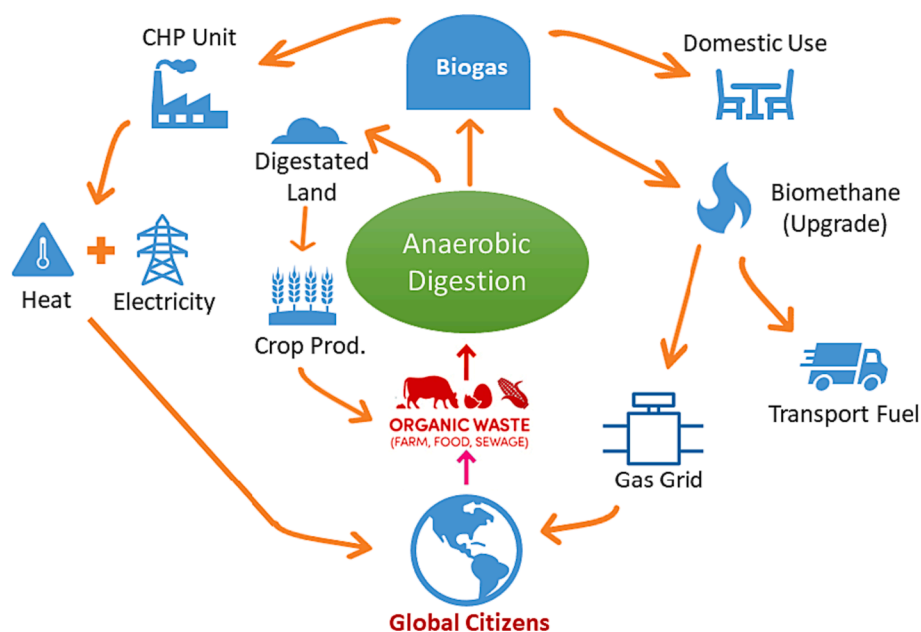 CHP Unit
Biogas
Domestic Use
Digestated
Land
Biomethane
(Upgrade)
Anaerobic
Digestion
Heat
+
Electricity
Crop Prod.
ORGANIC WASTE
(FARM, FOOD, SEWAGE)
Transport Fuel
Gas Grid
Global Citizens